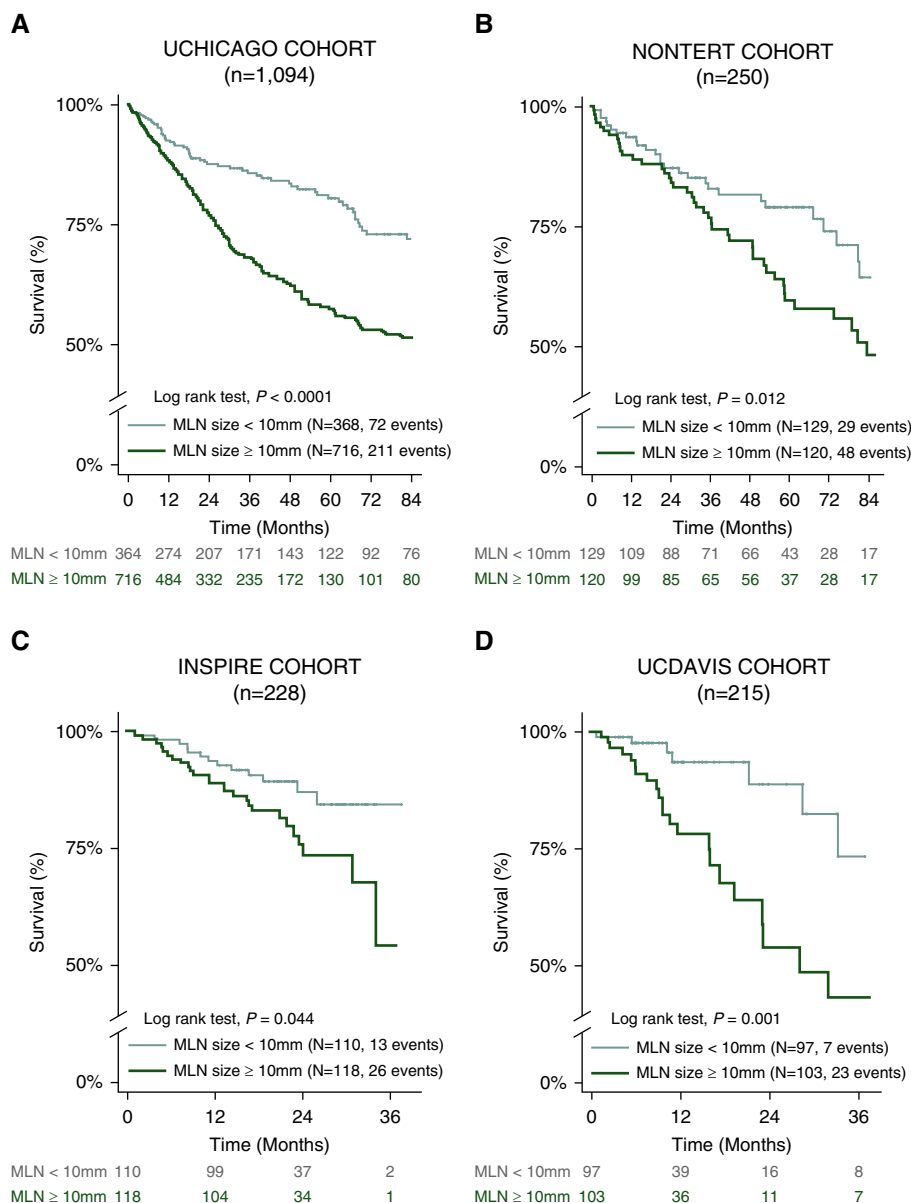 A
UCHICAGO COHORT
(n=1,094)
100%
75%
50%
0%
Survival (%)
Log rank test, P < 0.0001
MLN size < 10mm (N=368, 72 events)
MLN size ≥ 10mm (N=716, 211 events)
0 12 24 36 48 60 72 84
Time (Months)
MLN < 10mm 364 274 207 171 143 122 92 76
MLN ≥ 10mm 716 484 332 235 172 130 101 80
B
NONTERT COHORT
(n=250)
100%
75%
50%
0%
Survival (%)
Log rank test, P = 0.012
MLN size < 10mm (N=129, 29 events)
MLN size ≥ 10mm (N=120, 48 events)
0 12 24 36 48 60 72 84
Time (Months)
MLN < 10mm 129 109 88 71 66 43 28 17
MLN ≥ 10mm 120 99 85 65 56 37 28 17
C
INSPIRE COHORT
(n=228)
100%
75%
50%
0%
Survival (%)
Log rank test, P = 0.044
MLN size < 10mm (N=110, 13 events)
MLN size ≥ 10mm (N=118, 26 events)
0 12 24 36
Time (Months)
MLN < 10mm 110 99 37 2
MLN ≥ 10mm 118 104 34 1
D
UCDAVIS COHORT
(n=215)
100%
75%
50%
0%
Survival (%)
Log rank test, P = 0.001
MLN size < 10mm (N=97, 7 events)
MLN size ≥ 10mm (N=103, 23 events)
0 12 24 36
Time (Months)
MLN < 10mm 97 39 16 8
MLN ≥ 10mm 103 36 11 7